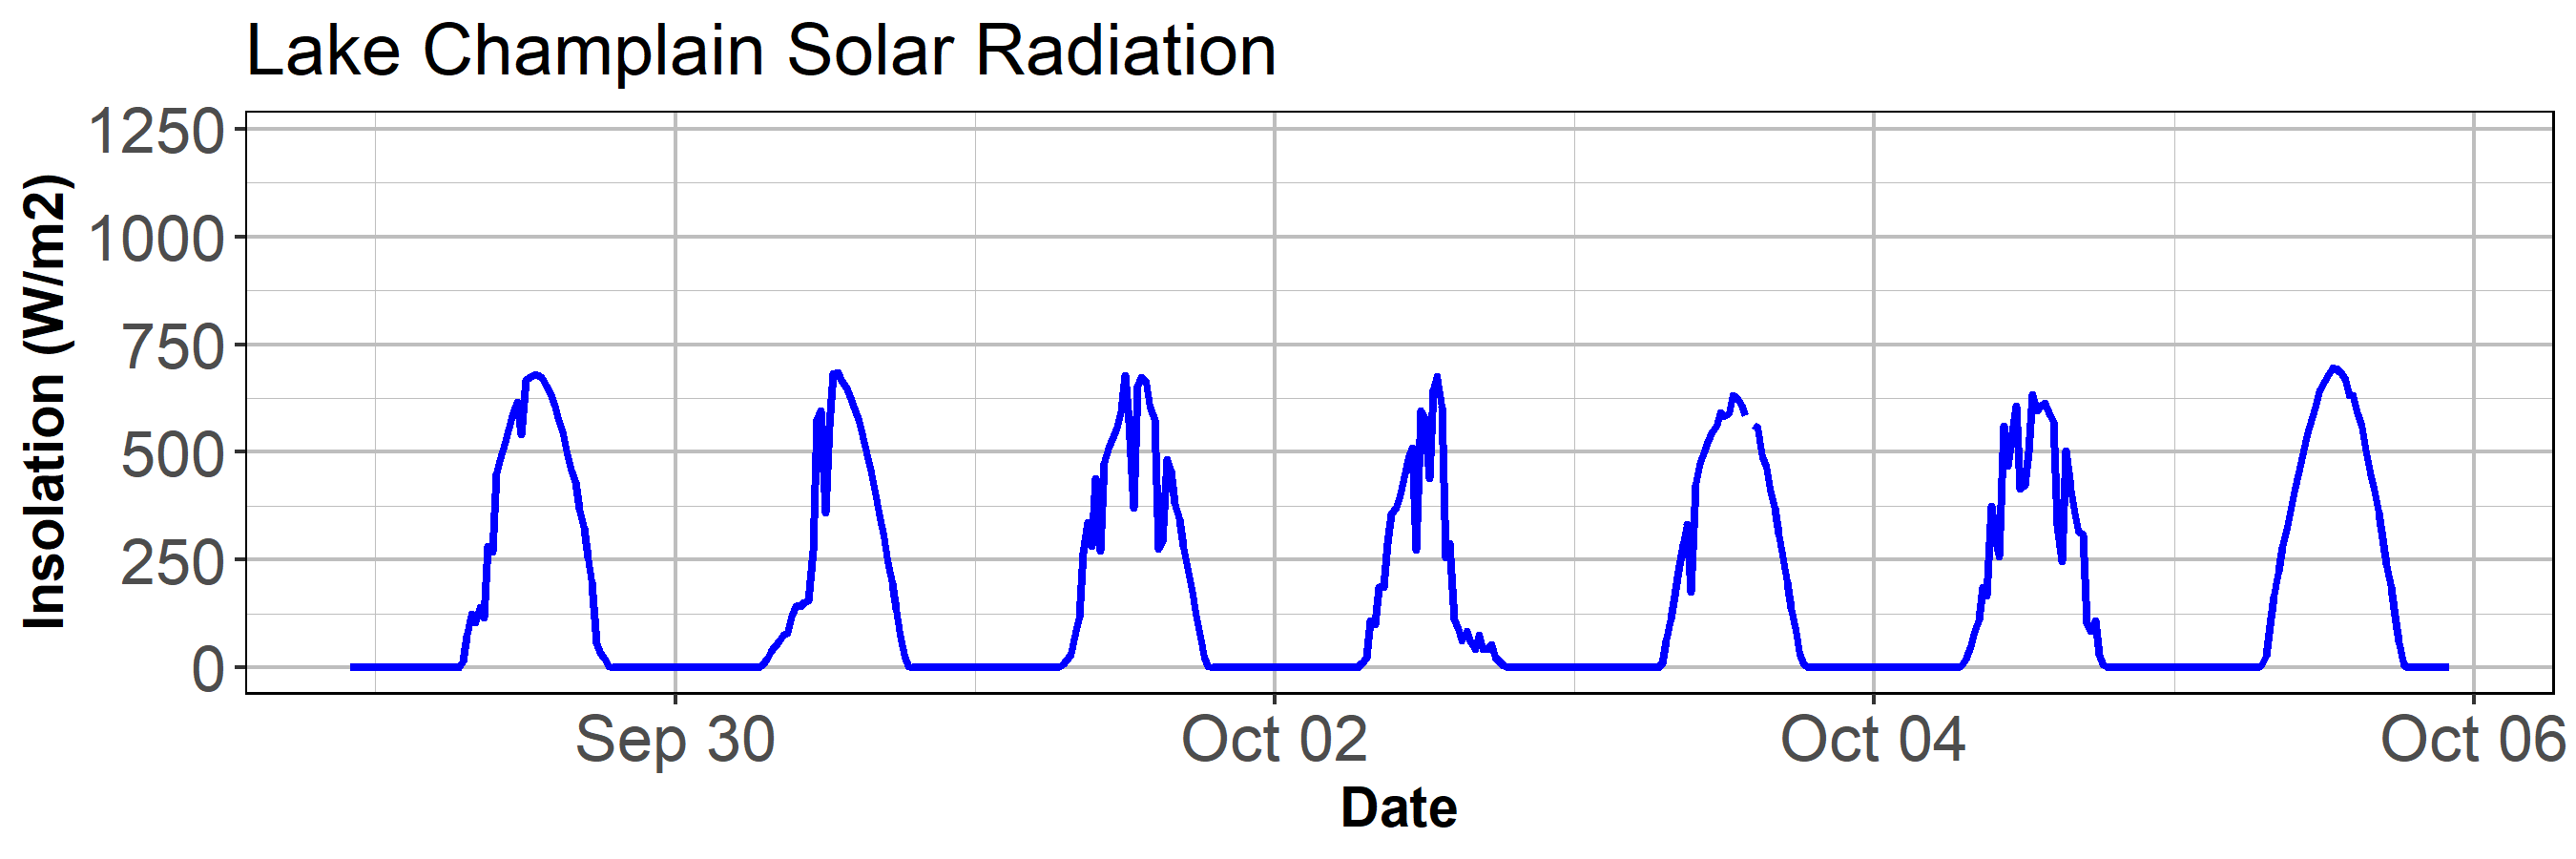 Lake Champlain Solar Radiation
Insolation (W/m2)
1250
1000
750
500
250
0
Sep 30
Oct 02
Oct 04
Oct 06
Date